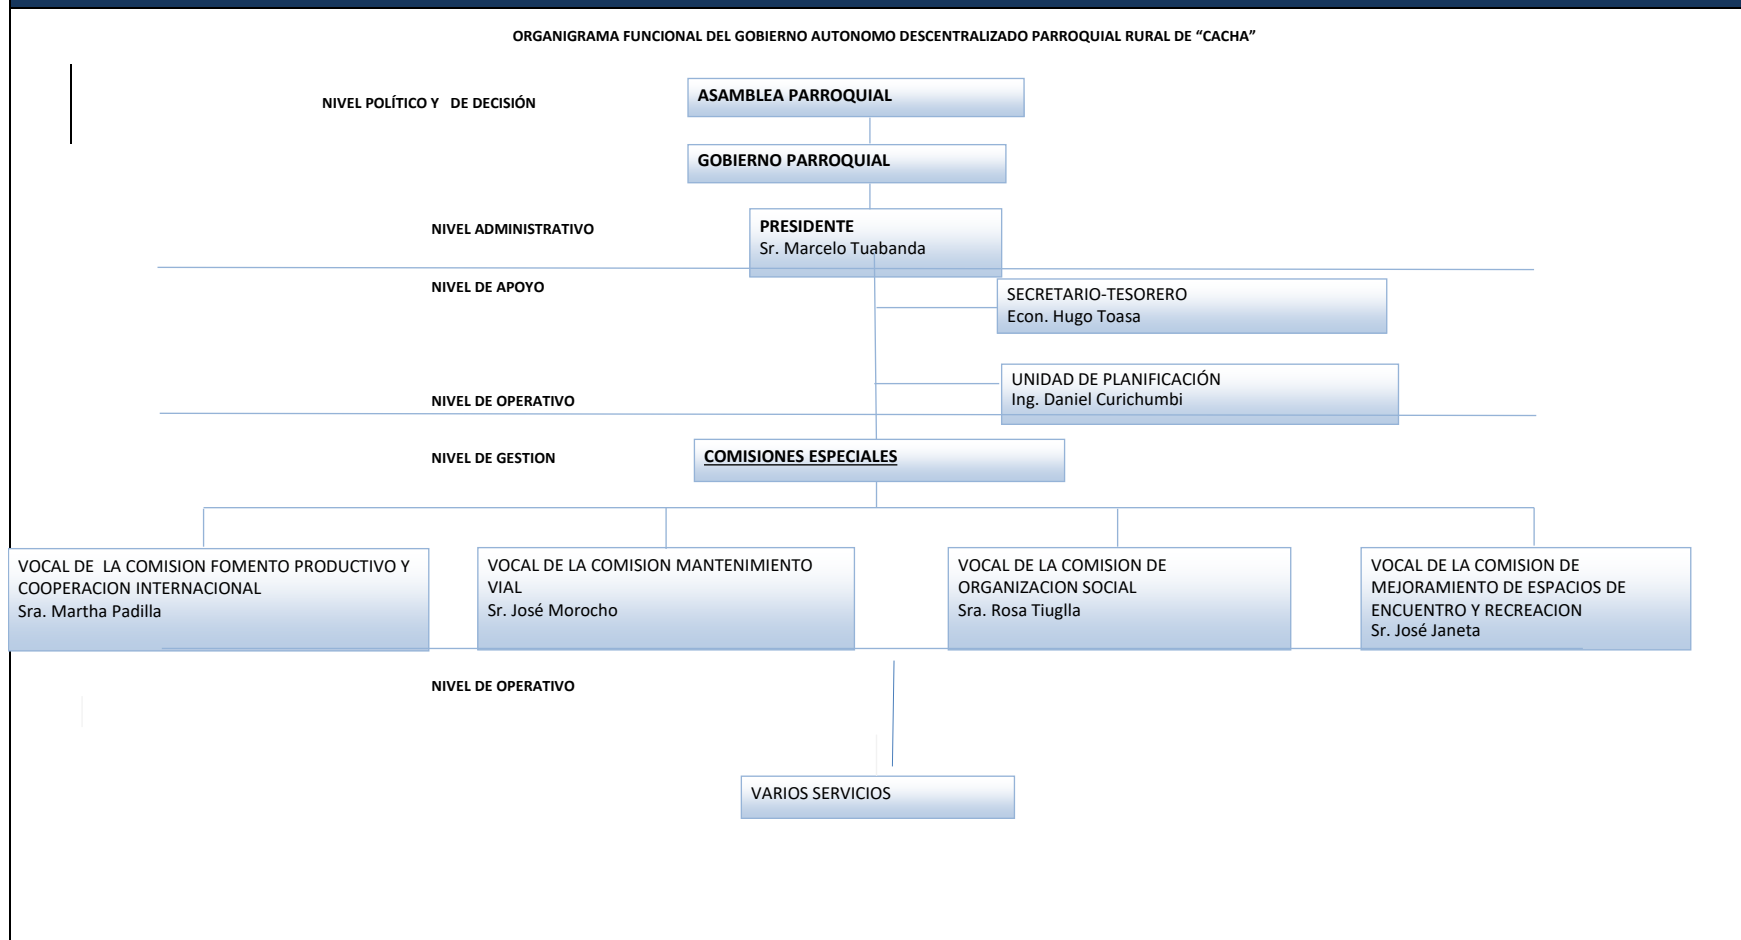 ORGANIGRAMA FUNCIONAL DEL GOBIERNO AUTONOMO DESCENTRALIZADO PARROQUIAL RURAL DE “CACHA”
NIVEL POLÍTICO Y DE DECISIÓN
ASAMBLEA PARROQUIAL
GOBIERNO PARROQUIAL
NIVEL ADMINISTRATIVO
PRESIDENTE
Sr. Marcelo Tuabanda
NIVEL DE APOYO
SECRETARIO-TESORERO
Econ. Hugo Toasa
UNIDAD DE PLANIFICACIÓN
Ing. Daniel Curichumbi
NIVEL DE OPERATIVO
NIVEL DE GESTION
COMISIONES ESPECIALES
VOCAL DE LA COMISION FOMENTO PRODUCTIVO Y
COOPERACION INTERNACIONAL
Sra. Martha Padilla
VOCAL DE LA COMISION MANTENIMIENTO
VIAL
Sr. José Morocho
VOCAL DE LA COMISION DE
ORGANIZACION SOCIAL
Sra. Rosa Tiuglla
VOCAL DE LA COMISION DE
MEJORAMIENTO DE ESPACIOS DE
ENCUENTRO Y RECREACION
Sr. José Janeta
NIVEL DE OPERATIVO
VARIOS SERVICIOS